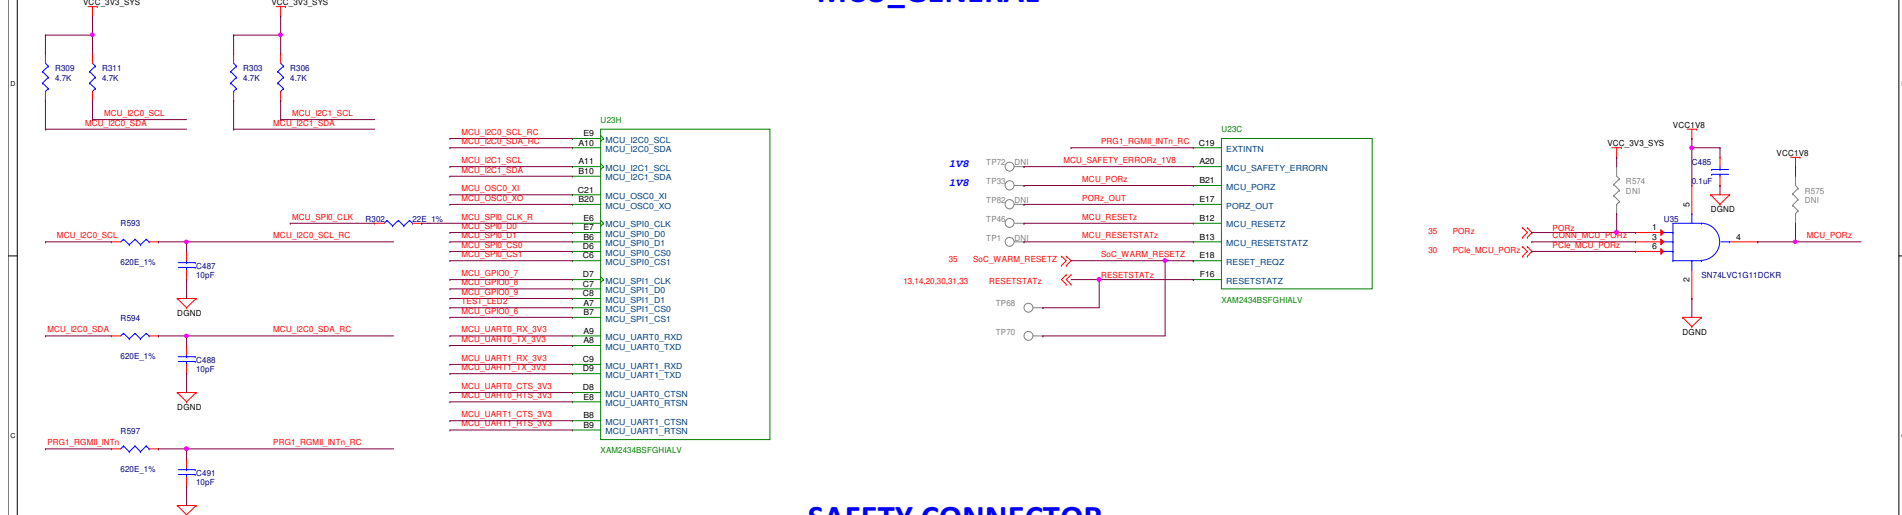 MCU_GENERAL
VCC_3V3_SYS
VCC_3V3_SYS
R309
4.7K
R311
4.7K
R303
4.7K
R306
4.7K
MCU_I2C0_SCL
MCU_I2C0_SDA
MCU_I2C1_SCL
MCU_I2C1_SDA
D
C
R593
MCU_I2C0_SCL
MCU_I2C0_SCL_RC
620E_1%
C487
10pF
DGND
R594
MCU_I2C0_SDA
MCU_I2C0_SDA_RC
620E_1%
C488
10pF
DGND
R597
PRG1_RGMII_INTn
PRG1_RGMII_INTn_RC
620E_1%
C491
10pF
MCU_SPI0_CLK
R302
22E_1%
U23H
MCU_I2C0_SCL_RC E9 MCU_I2C0_SCL
MCU_I2C0_SDA_RC A10 MCU_I2C0_SDA
MCU_I2C1_SCL A11 MCU_I2C1_SCL
MCU_I2C1_SDA B10 MCU_I2C1_SDA
MCU_OSC0_XI C21 MCU_OSC0_XI
MCU_OSC0_XO B20 MCU_OSC0_XO
MCU_SPI0_CLK_R E6 MCU_SPI0_CLK
MCU_SPI0_D0 E7 MCU_SPI0_D0
MCU_SPI0_D1 B6 MCU_SPI0_D1
MCU_SPI0_CS0 D6 MCU_SPI0_CS0
MCU_SPI0_CS1 C6 MCU_SPI0_CS1
MCU_GPIO0_7 D7 MCU_SPI1_CLK
MCU_GPIO0_8 C7 MCU_SPI1_D0
MCU_GPIO0_9 C8 MCU_SPI1_D1
TEST_LED2 A7 MCU_SPI1_CS0
MCU_GPIO0_6 B7 MCU_SPI1_CS1
MCU_UART0_RX_3V3 A9 MCU_UART0_RXD
MCU_UART0_TX_3V3 A8 MCU_UART0_TXD
MCU_UART1_RX_3V3 C9 MCU_UART1_RXD
MCU_UART1_TX_3V3 D9 MCU_UART1_TXD
MCU_UART0_CTS_3V3 D8 MCU_UART0_CTSN
MCU_UART0_RTS_3V3 E8 MCU_UART0_RTSN
MCU_UART1_CTS_3V3 B8 MCU_UART1_CTSN
MCU_UART1_RTS_3V3 B9 MCU_UART1_RTSN
XAM2434BSFGHIALV
U23C
PRG1_RGMII_INTn_RC C19 EXTINTN
1V8 TP72 DNI MCU_SAFETY_ERRORz_1V8 A20 MCU_SAFETY_ERRORN
1V8 TP33 MCU_PORz B21 MCU_PORZ
TP82 DNI PORz_OUT E17 PORZ_OUT
TP46 MCU_RESETz B12 MCU_RESETZ
TP1 DNI MCU_RESETSTATz B13 MCU_RESETSTATZ
35 SoC_WARM_RESETZ SoC_WARM_RESETZ E18 RESET_REQZ
13,14,20,30,31,33 RESETSTATz RESETSTATz F16 RESETSTATZ
XAM2434BSFGHIALV
TP68
TP70
VCC1V8
VCC_3V3_SYS
VCC1V8
C485
0.1uF
DGND
R574
DNI
R575
DNI
U35
5
35 PORz PORz 1
CONN_MCU_PORz 3
30 PCIe_MCU_PORz PCIe_MCU_PORz 6
4 MCU_PORz
SN74LVC1G11DCKR
2
DGND
SAFETY CONNECTOR